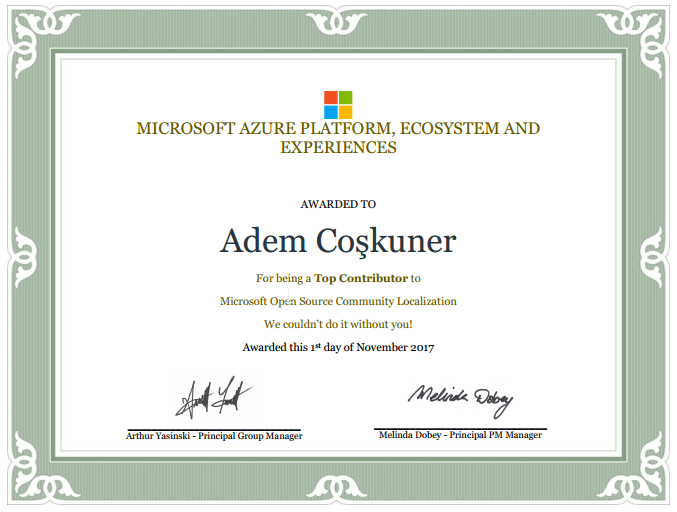 MICROSOFT AZURE PLATFORM, ECOSYSTEM AND
EXPERIENCES
AWARDED TO
Adem Coşkuner
For being a Top Contributor to
Microsoft Open Source Community Localization
We couldn't do it without you!
Awarded this 1st day of November 2017
Melinda Dobey
Arthur Yasinski - Principal Group Manager
Melinda Dobey - Principal PM Manager